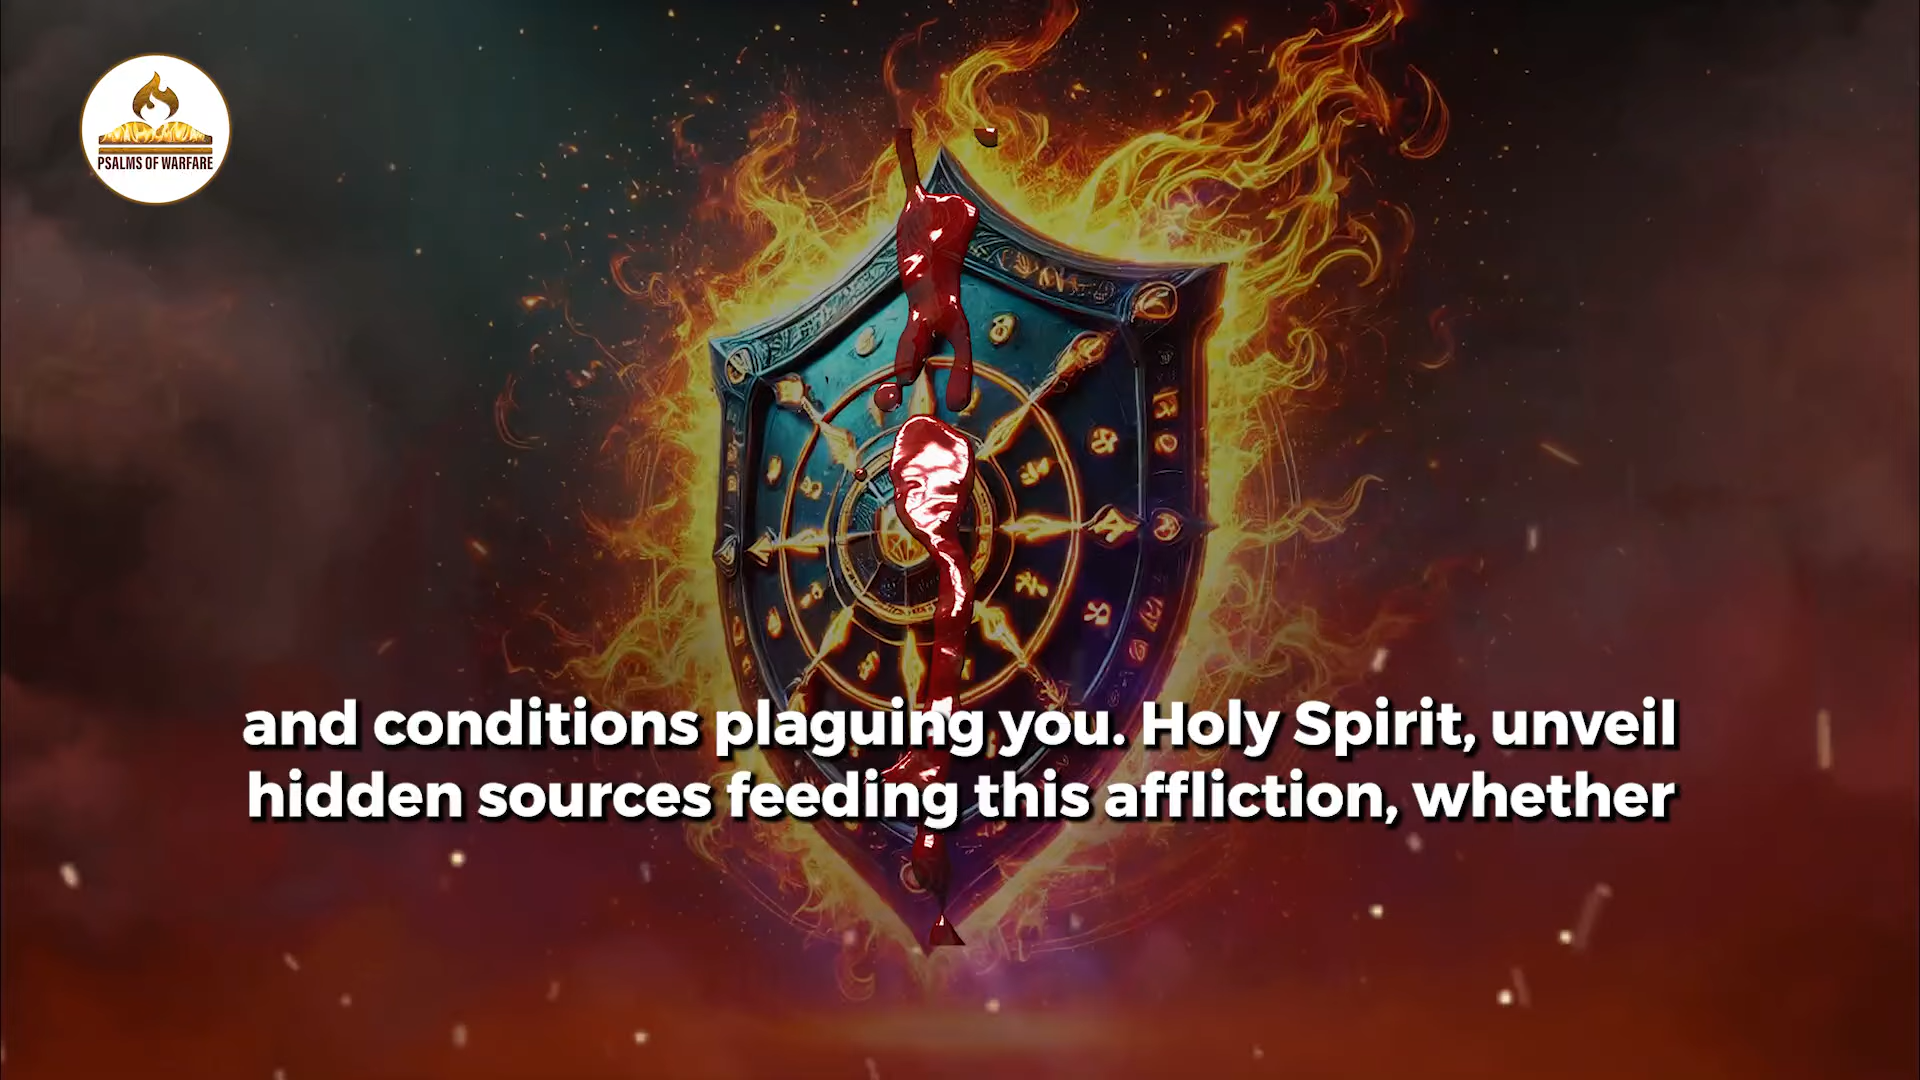 PSALMS OF WARFARE
and conditions plaguing you. Holy Spirit, unveil
hidden sources feeding this affliction, whether